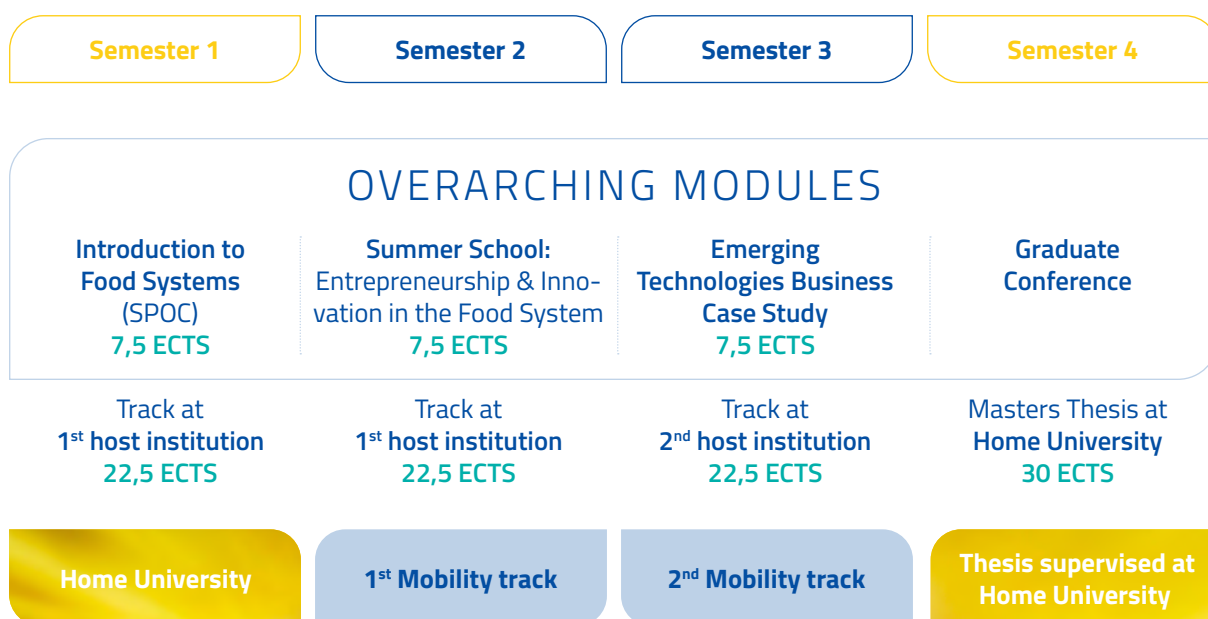 Semester 1
Semester 2
Semester 3
Semester 4
OVERARCHING MODULES
Introduction to
Food Systems
(SPOC)
7,5 ECTS
Summer School:
Entrepreneurship & Inno-
vation in the Food System
7,5 ECTS
Emerging
Technologies Business
Case Study
7,5 ECTS
Graduate
Conference
Track at
1st host institution
22,5 ECTS
Track at
1st host institution
22,5 ECTS
Track at
2nd host institution
22,5 ECTS
Masters Thesis at
Home University
30 ECTS
Home University
1st Mobility track
2nd Mobility track
Thesis supervised at
Home University